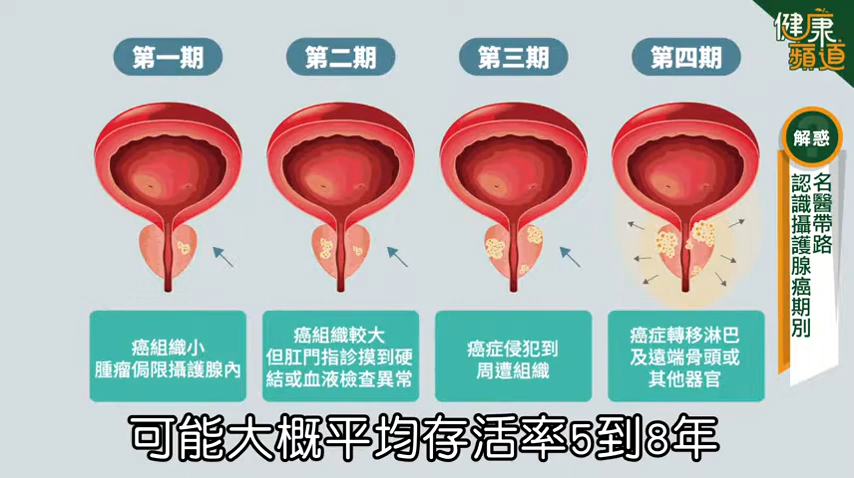 第一期
第二期
第三期
第四期
健康
頻道
解惑
名醫帶路
認識攝護腺癌期別
癌組織小
腫瘤侷限攝護腺內
癌組織較大
但肛門指診摸到硬
結或血液檢查異常
癌症侵犯到
周遭組織
癌症轉移淋巴
及遠端骨頭或
其他器官
可能大概平均存活率5到8年